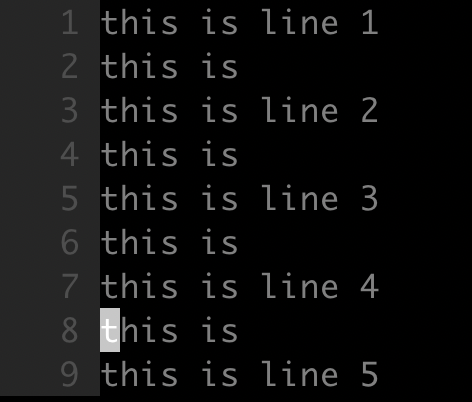 1 this is line 1
2 this is
3 this is line 2
4 this is
5 this is line 3
6 this is
7 this is line 4
8 this is
9 this is line 5